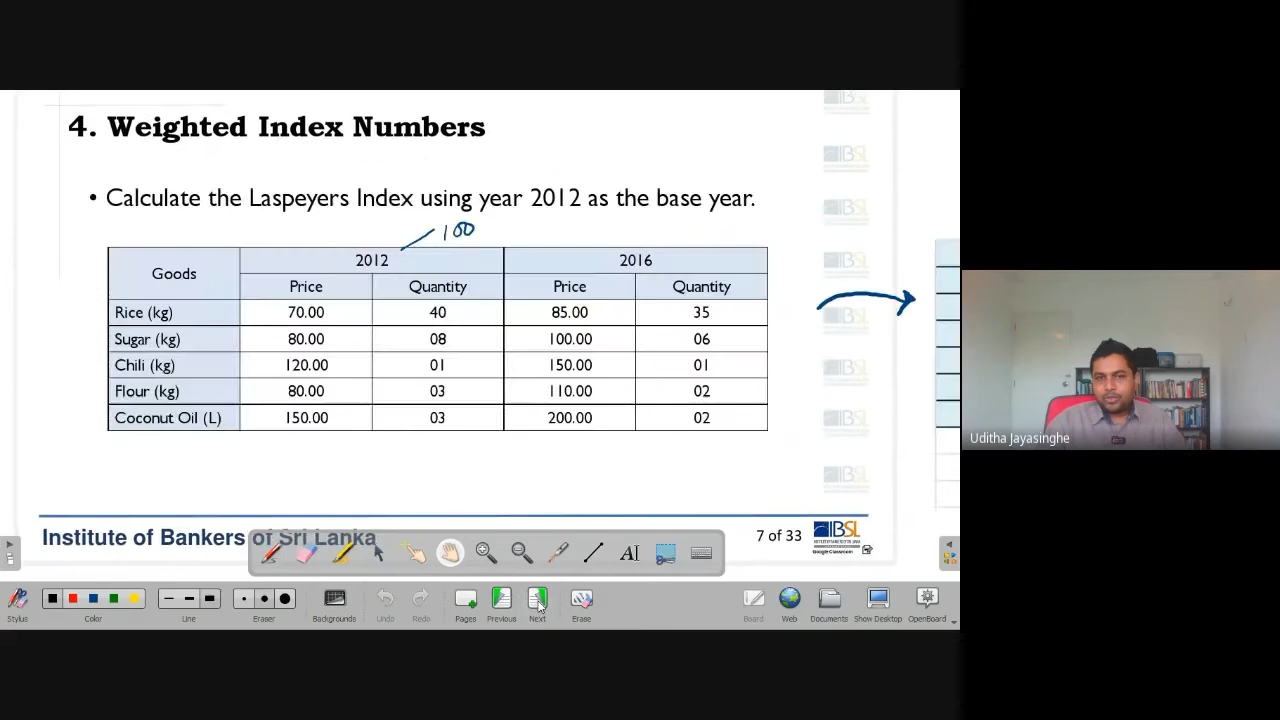 4. Weighted Index Numbers
• Calculate the Laspeyers Index using year 2012 as the base year.
100
Goods 2012 2016
Price Quantity Price Quantity
Rice (kg) 70.00 40 85.00 35
Sugar (kg) 80.00 08 100.00 06
Chili (kg) 120.00 01 150.00 01
Flour (kg) 80.00 03 110.00 02
Coconut Oil (L) 150.00 03 200.00 02
Uditha Jayasinghe
Institute of Bankers of Sri Lanka
7 of 33
IBSL
Google Classroom
Stylus Color Line Eraser Backgrounds Undo Redo Pages Previous Next Erase Board Web Documents Show Desktop OpenBoard